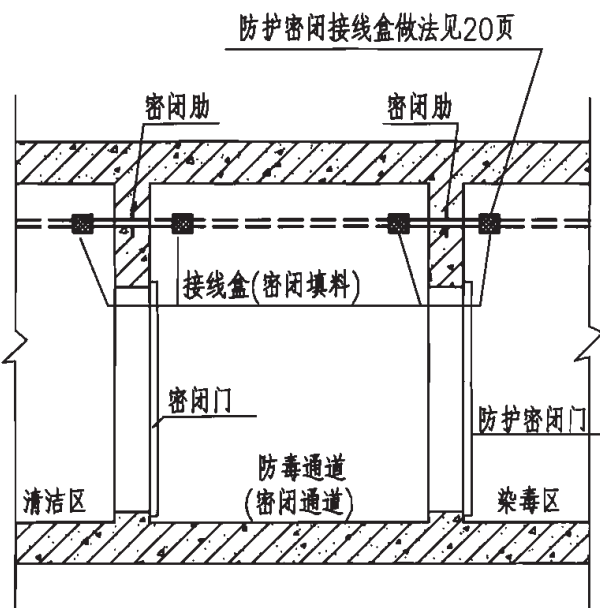 防护密闭接线盒做法见20页
密闭肋
密闭肋
接线盒(密闭填料)
密闭门
防护密闭门
防毒通道
(密闭通道)
清洁区
染毒区